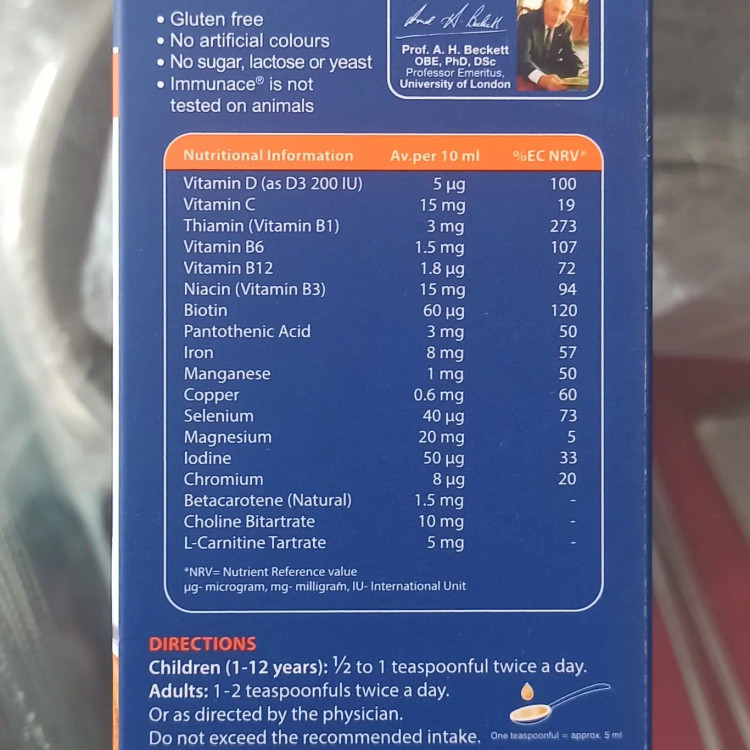 • Gluten free
• No artificial colours
• No sugar, lactose or yeast
• Immunace® is not
tested on animals
Prof. A. H. Beckett
OBE, PhD, DSc
Professor Emeritus,
University of London
Nutritional Information Av.per 10 ml %EC NRV*
Vitamin D (as D3 200 IU) 5 µg 100
Vitamin C 15 mg 19
Thiamin (Vitamin B1) 3 mg 273
Vitamin B6 1.5 mg 107
Vitamin B12 1.8 µg 72
Niacin (Vitamin B3) 15 mg 94
Biotin 60 µg 120
Pantothenic Acid 3 mg 50
Iron 8 mg 57
Manganese 1 mg 50
Copper 0.6 mg 60
Selenium 40 µg 73
Magnesium 20 mg 5
Iodine 50 µg 33
Chromium 8 µg 20
Betacarotene (Natural) 1.5 mg -
Choline Bitartrate 10 mg -
L-Carnitine Tartrate 5 mg -
*NRV= Nutrient Reference value
µg- microgram, mg- milligram, IU- International Unit
DIRECTIONS
Children (1-12 years): ½ to 1 teaspoonful twice a day.
Adults: 1-2 teaspoonfuls twice a day.
Or as directed by the physician.
Do not exceed the recommended intake. One teaspoonful = approx. 5 ml